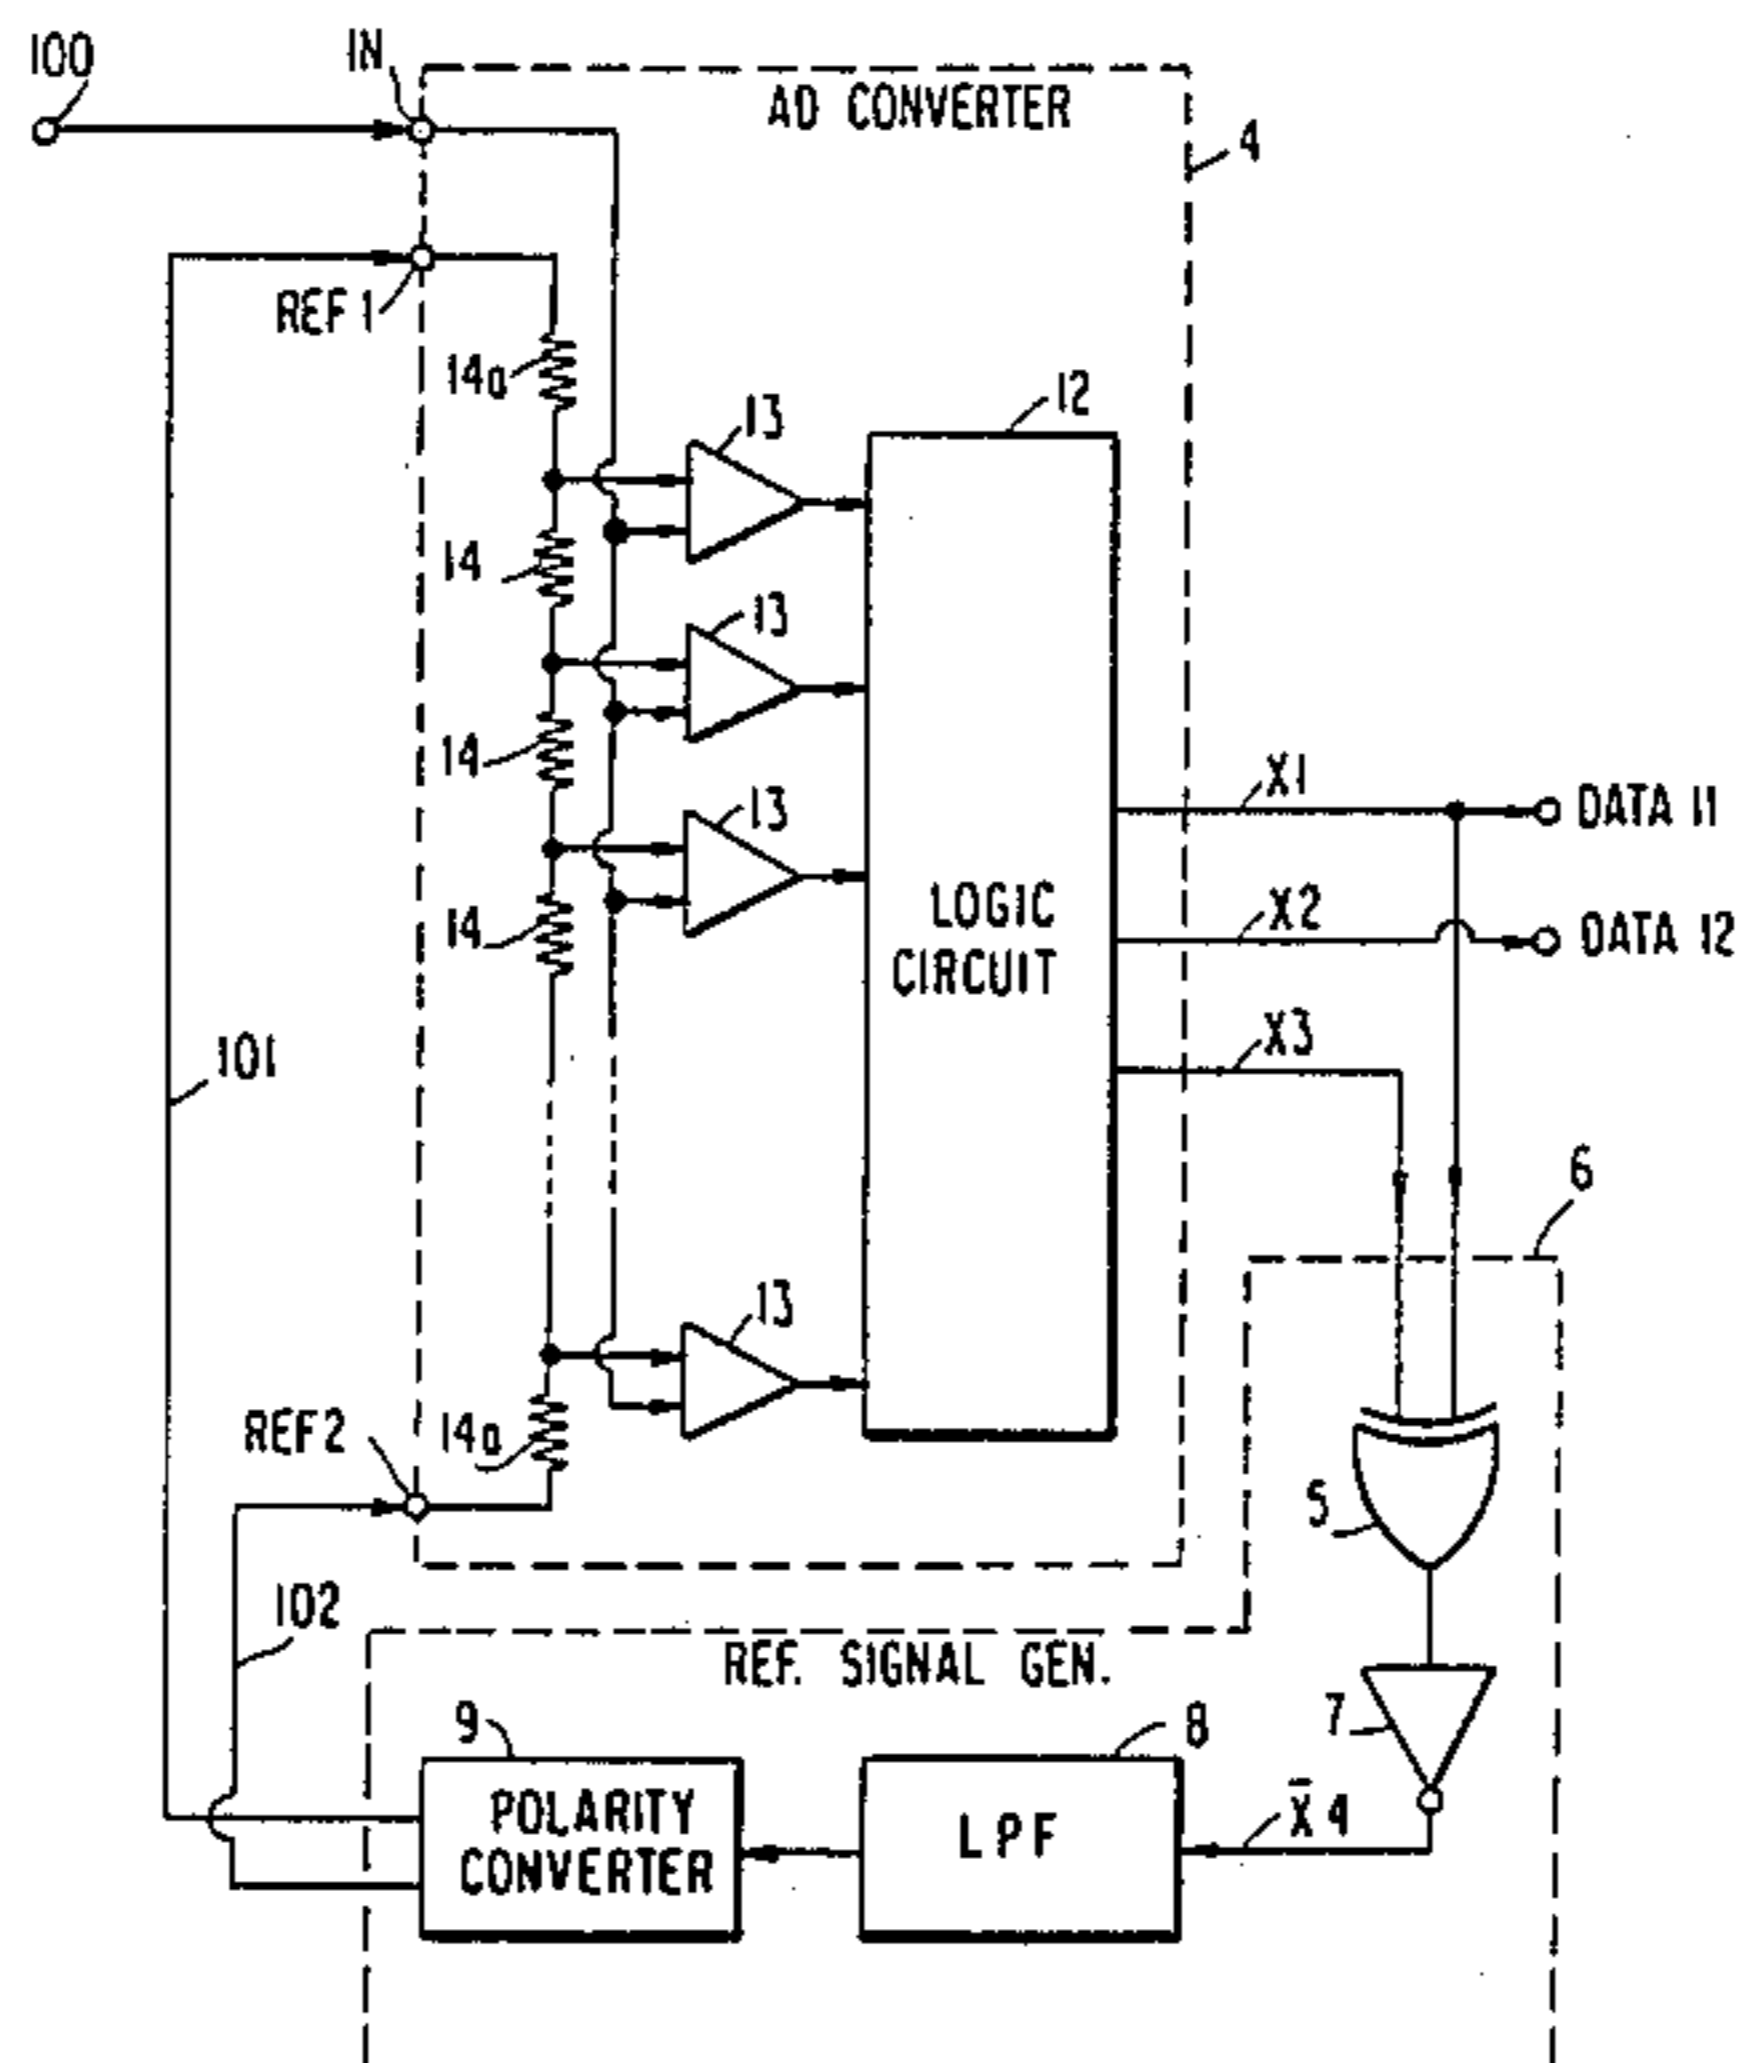 100
IN
AD CONVERTER
4
REF 1
14a
13
12
14
13
14
13
X1
DATA 11
14
LOGIC
CIRCUIT
X2
DATA 12
X3
101
6
13
REF 2
14a
5
102
REF. SIGNAL GEN.
9
8
7
POLARITY
CONVERTER
LPF
X̄4